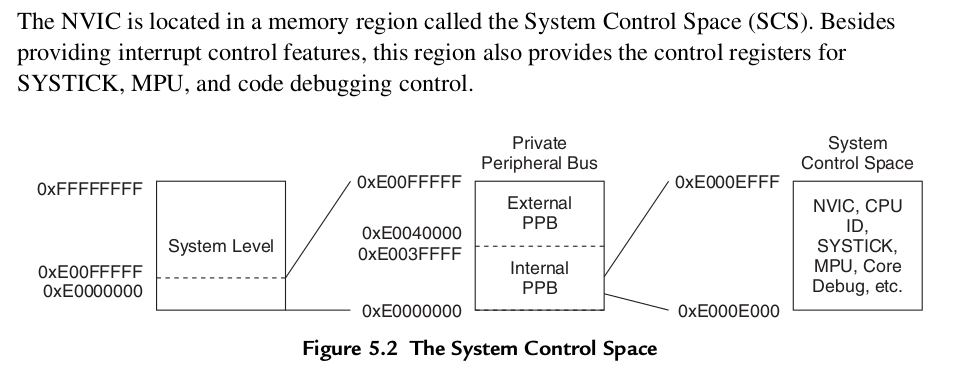 The NVIC is located in a memory region called the System Control Space (SCS). Besides
providing interrupt control features, this region also provides the control registers for
SYSTICK, MPU, and code debugging control.
0xFFFFFFFF
System Level
0xE00FFFFF
0xE0000000
Private
Peripheral Bus
0xE00FFFFF
External
PPB
0xE0040000
0xE003FFFF
Internal
PPB
0xE0000000
System
Control Space
0xE000EFFF
NVIC, CPU
ID,
SYSTICK,
MPU, Core
Debug, etc.
0xE000E000
Figure 5.2 The System Control Space